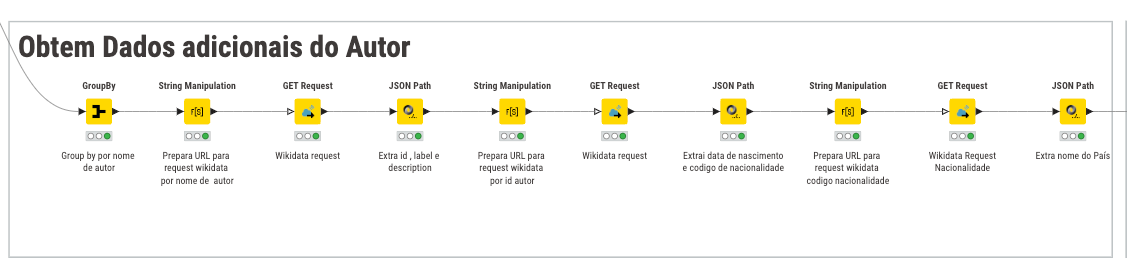 Obtem Dados adicionais do Autor
GroupBy
String Manipulation
GET Request
JSON Path
String Manipulation
GET Request
JSON Path
String Manipulation
GET Request
JSON Path
Group by por nome
de autor
Prepara URL para
request wikidata
por nome de autor
Wikidata request
Extra id , label e
description
Prepara URL para
request wikidata
por id autor
Wikidata request
Extrai data de nascimento
e codigo de nacionalidade
Prepara URL para
request wikidata
codigo nacionalidade
Wikidata Request
Nacionalidade
Extra nome do País